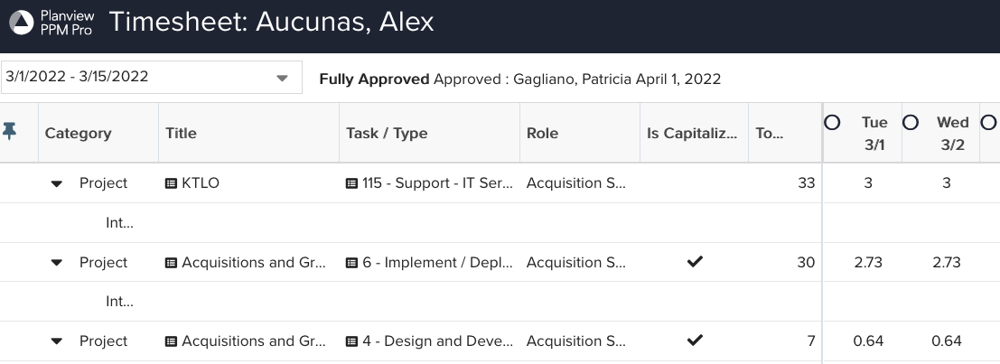 Planview
PPM Pro
Timesheet: Aucunas, Alex
3/1/2022 - 3/15/2022
Fully Approved Approved : Gagliano, Patricia April 1, 2022
Category Title Task / Type Role Is Capitaliz... To... Tue 3/1 Wed 3/2
Project KTLO 115 - Support - IT Ser... Acquisition S... 33 3 3
Int...
Project Acquisitions and Gr... 6 - Implement / Depl... Acquisition S... 30 2.73 2.73
Int...
Project Acquisitions and Gr... 4 - Design and Deve... Acquisition S... 7 0.64 0.64